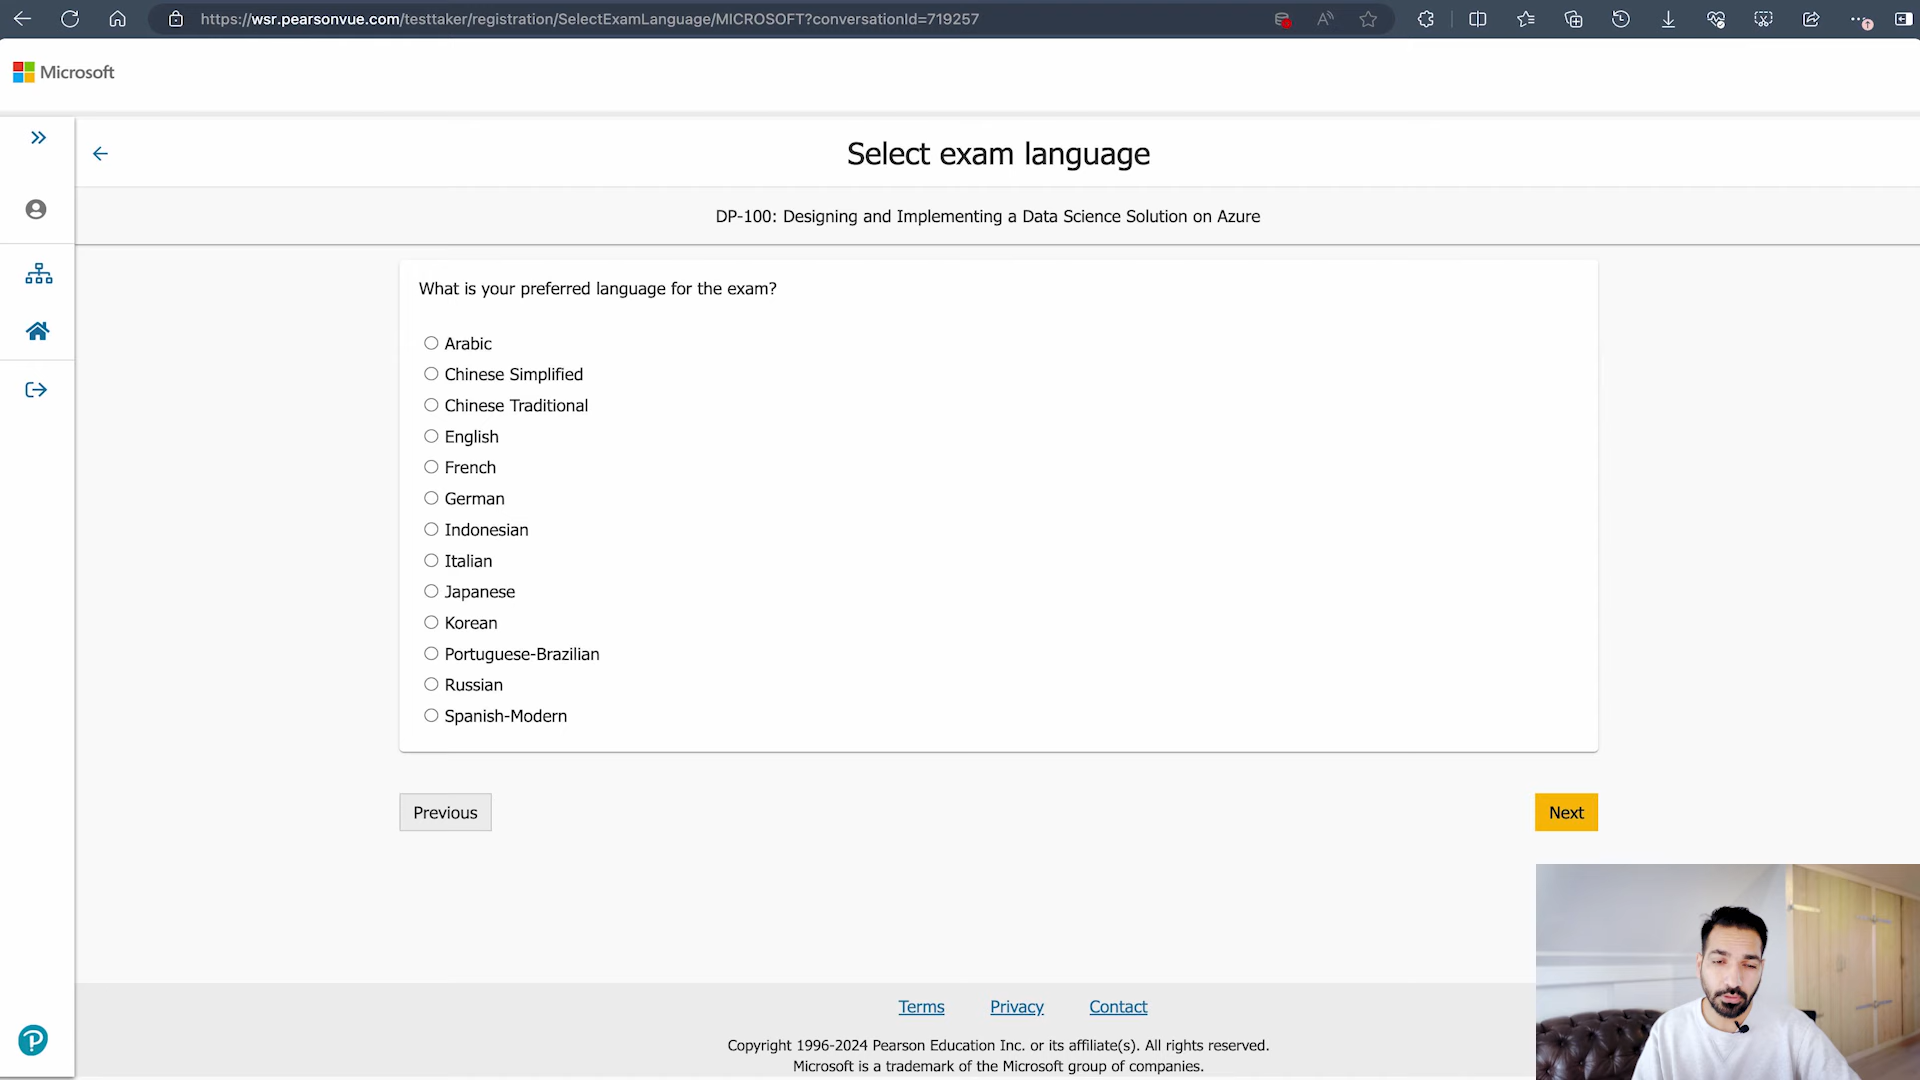 https://wsr.pearsonvue.com/testtaker/registration/SelectExamLanguage/MICROSOFT?conversationId=719257
Microsoft
Select exam language
DP-100: Designing and Implementing a Data Science Solution on Azure
What is your preferred language for the exam?
Arabic
Chinese Simplified
Chinese Traditional
English
French
German
Indonesian
Italian
Japanese
Korean
Portuguese-Brazilian
Russian
Spanish-Modern
Previous
Next
Terms
Privacy
Contact
Copyright 1996-2024 Pearson Education Inc. or its affiliate(s). All rights reserved.
Microsoft is a trademark of the Microsoft group of companies.